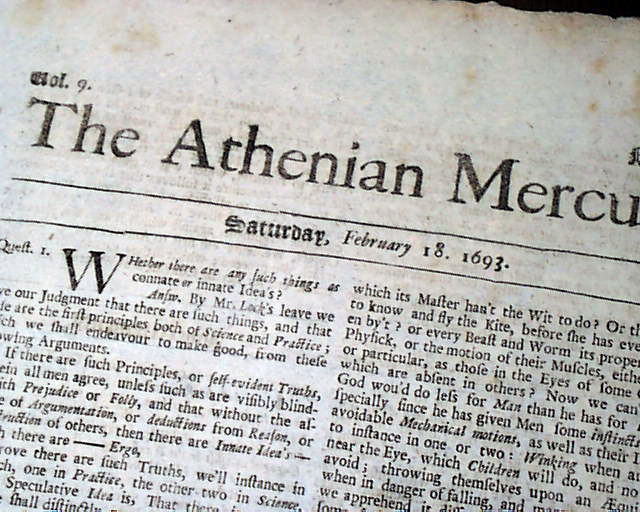 Vol. 9.
The Athenian Mercu
Saturday, February 18. 1693.
Quest. 1. WHether there are any ſuch things as
connate or innate Idea's?
Anſw. By Mr. Lock's leave we
our Judgment that there are ſuch things, and that
are the firſt principles both of Science and Practice;
we ſhall endeavour to make good, from theſe
Arguments.
If there are ſuch Principles, or ſelf-evident Truths,
all men agree, unleſs ſuch as are viſibly blind-
Prejudice or Folly, and that without the aſ-
of Argumentation, or deductions from Reaſon, or
of others, then there are Innate Idea's —
there are — Ergo,
ſuch Truths, we'll inſtance in
one in Practice, the other two in Science,
Speculative Idea is, That there is
ſhall diſtinctly
which its Maſter han't the Wit to do? Or
to know and fly the Kite, before ſhe has eve
en by't? or every Beaſt and Worm its prope
Phyſick, or the motion of their Muſcles, eith
or particular, as thoſe in the Eyes of ſome
which are abſent in others? Now we can
God wou'd do leſs for Man than he has for
ſpecially ſince he has given Men ſome inſtin
avoidable Mechanical motions, as well as their
to inſtance in one or two: Winking when a
near the Eye, which Children will do, and no
avoid; throwing themſelves upon an
when in danger of falling, and
we apprehend it